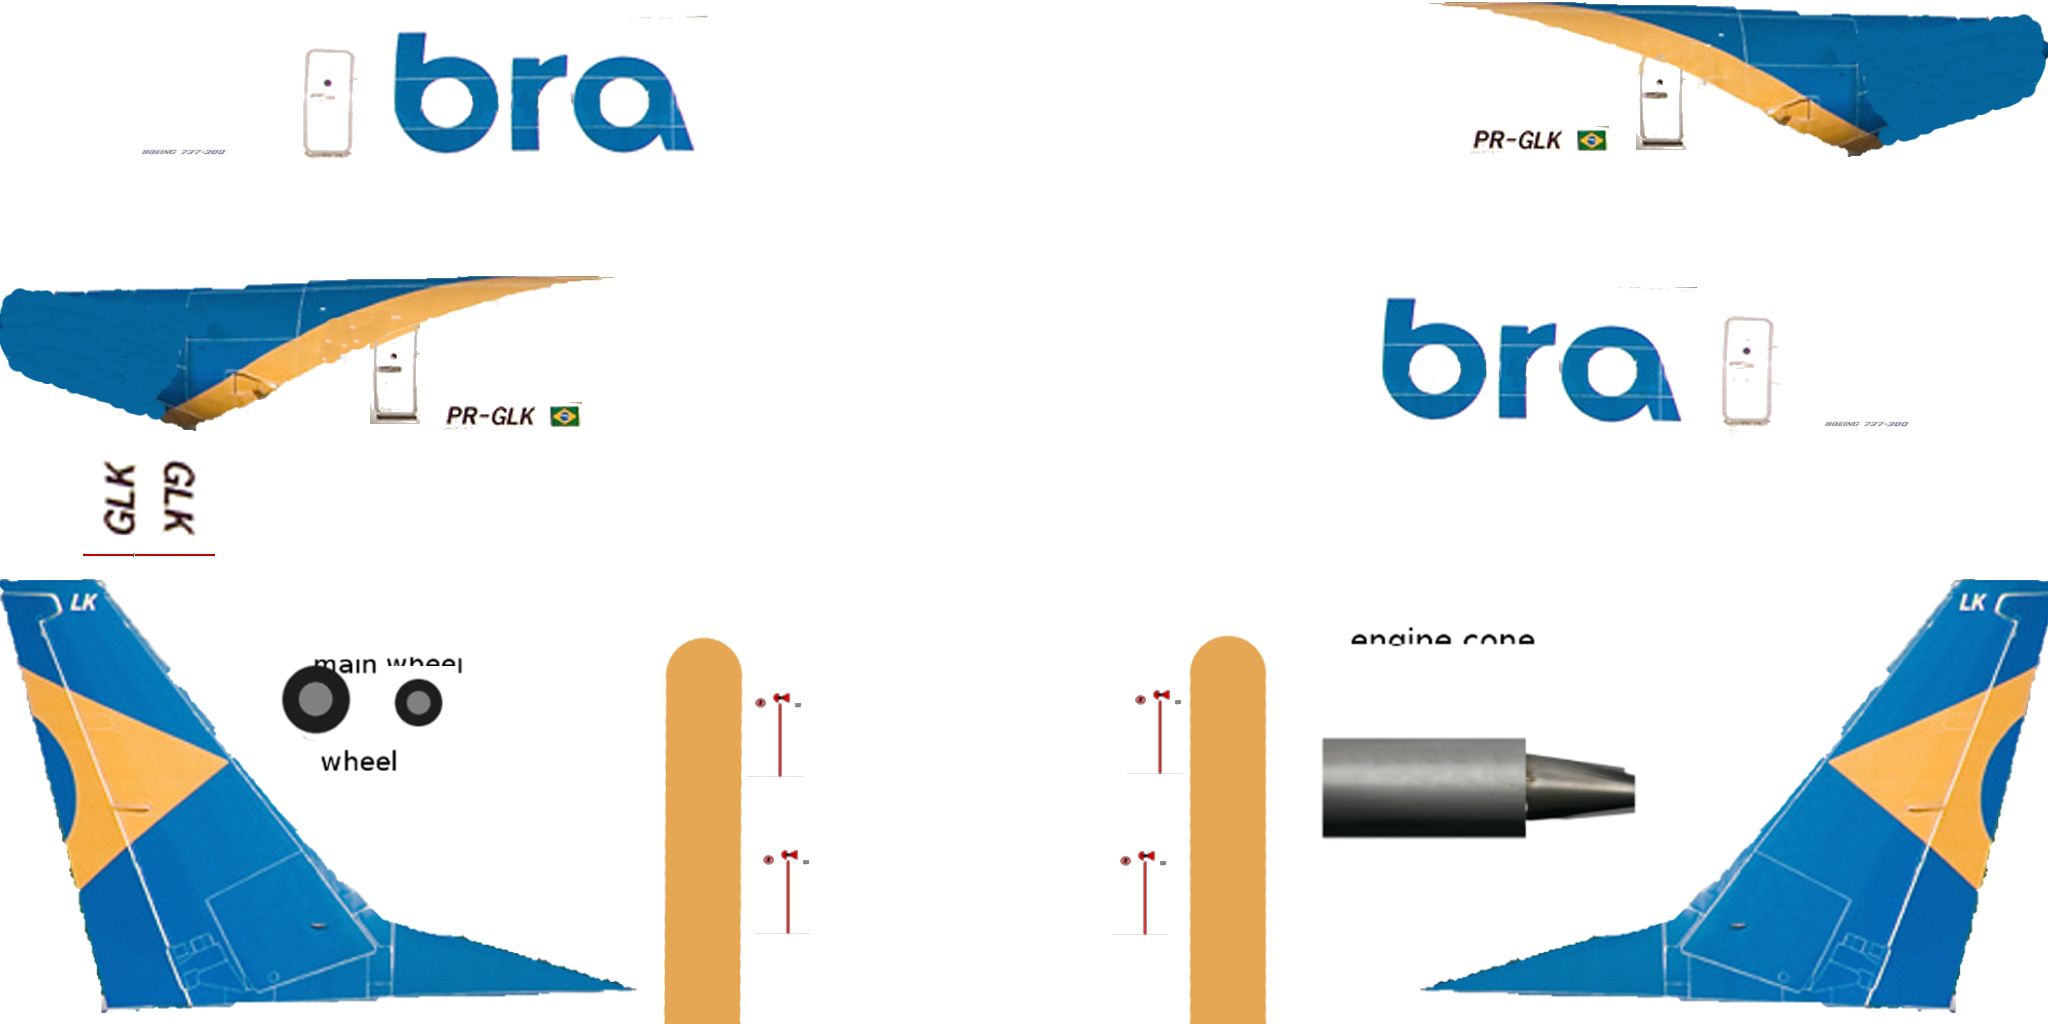 bra
BOEING 737-300
PR-GLK
bra
PR-GLK
BOEING 737-300
GLK
GLK
LK
LK
engine cone
main wheel
wheel